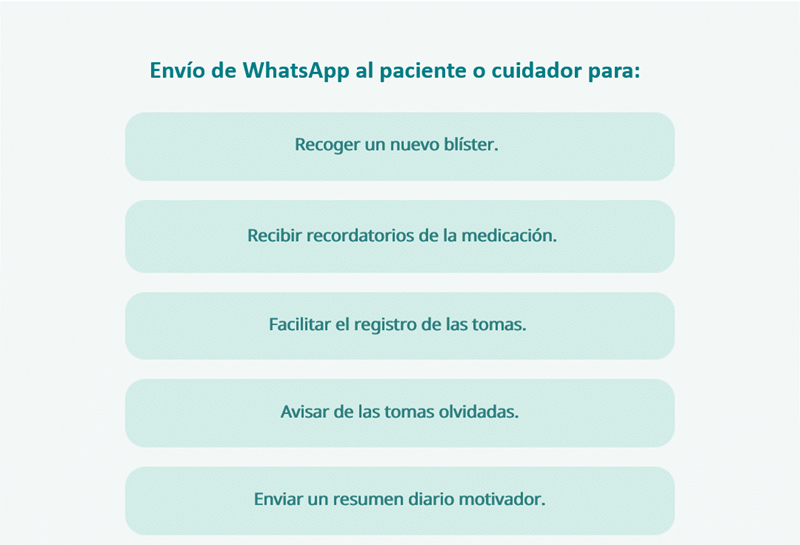 Envío de WhatsApp al paciente o cuidador para:
Recoger un nuevo blíster.
Recibir recordatorios de la medicación.
Facilitar el registro de las tomas.
Avisar de las tomas olvidadas.
Enviar un resumen diario motivador.